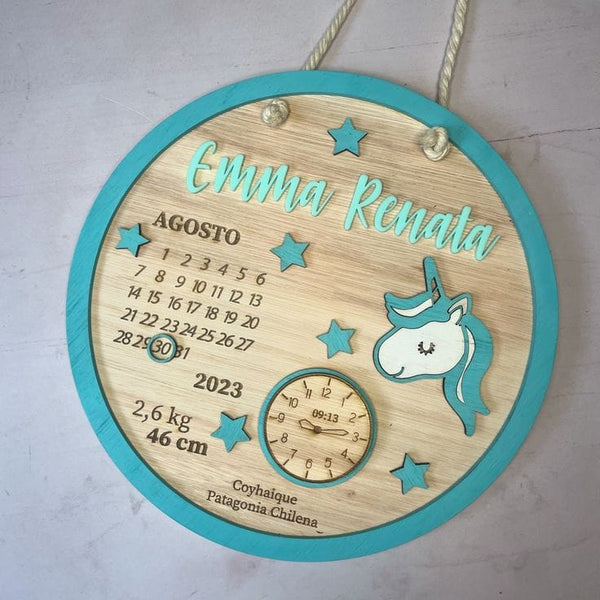 Emma Renata
AGOSTO
1 2 3 4 5 6
7 8 9 10 11 12 13
14 15 16 17 18 19 20
21 22 23 24 25 26 27
28 29 30 31
2023
2,6 kg
46 cm
12
11 1
10 2
09:13
9 3
8 4
7 5
6
Coyhaique
Patagonia Chilena